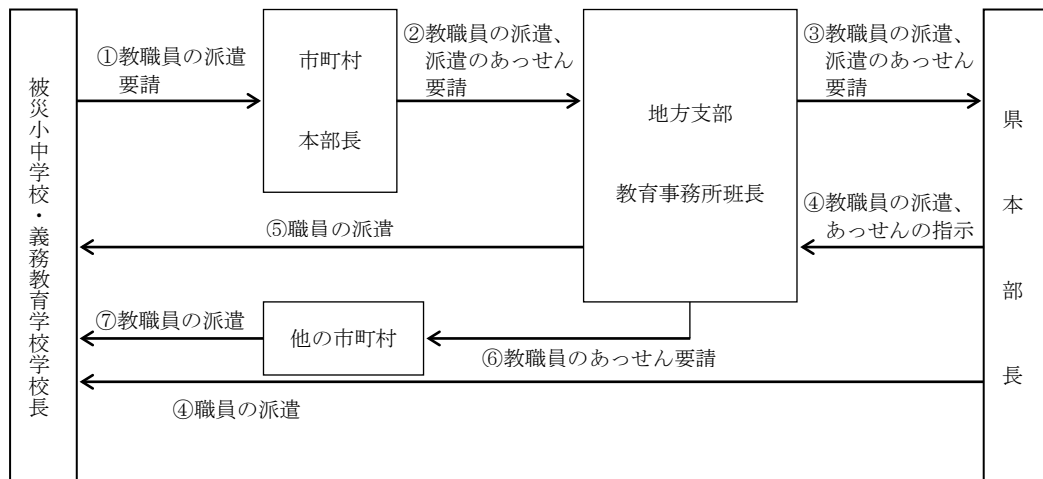 被災小中学校・義務教育学校学校長
①教職員の派遣
要請
市町村
本部長
②教職員の派遣、
派遣のあっせん
要請
地方支部
教育事務所班長
③教職員の派遣、
派遣のあっせん
要請
県本部長
④教職員の派遣、
あっせんの指示
⑤職員の派遣
⑦教職員の派遣
他の市町村
⑥教職員のあっせん要請
④職員の派遣